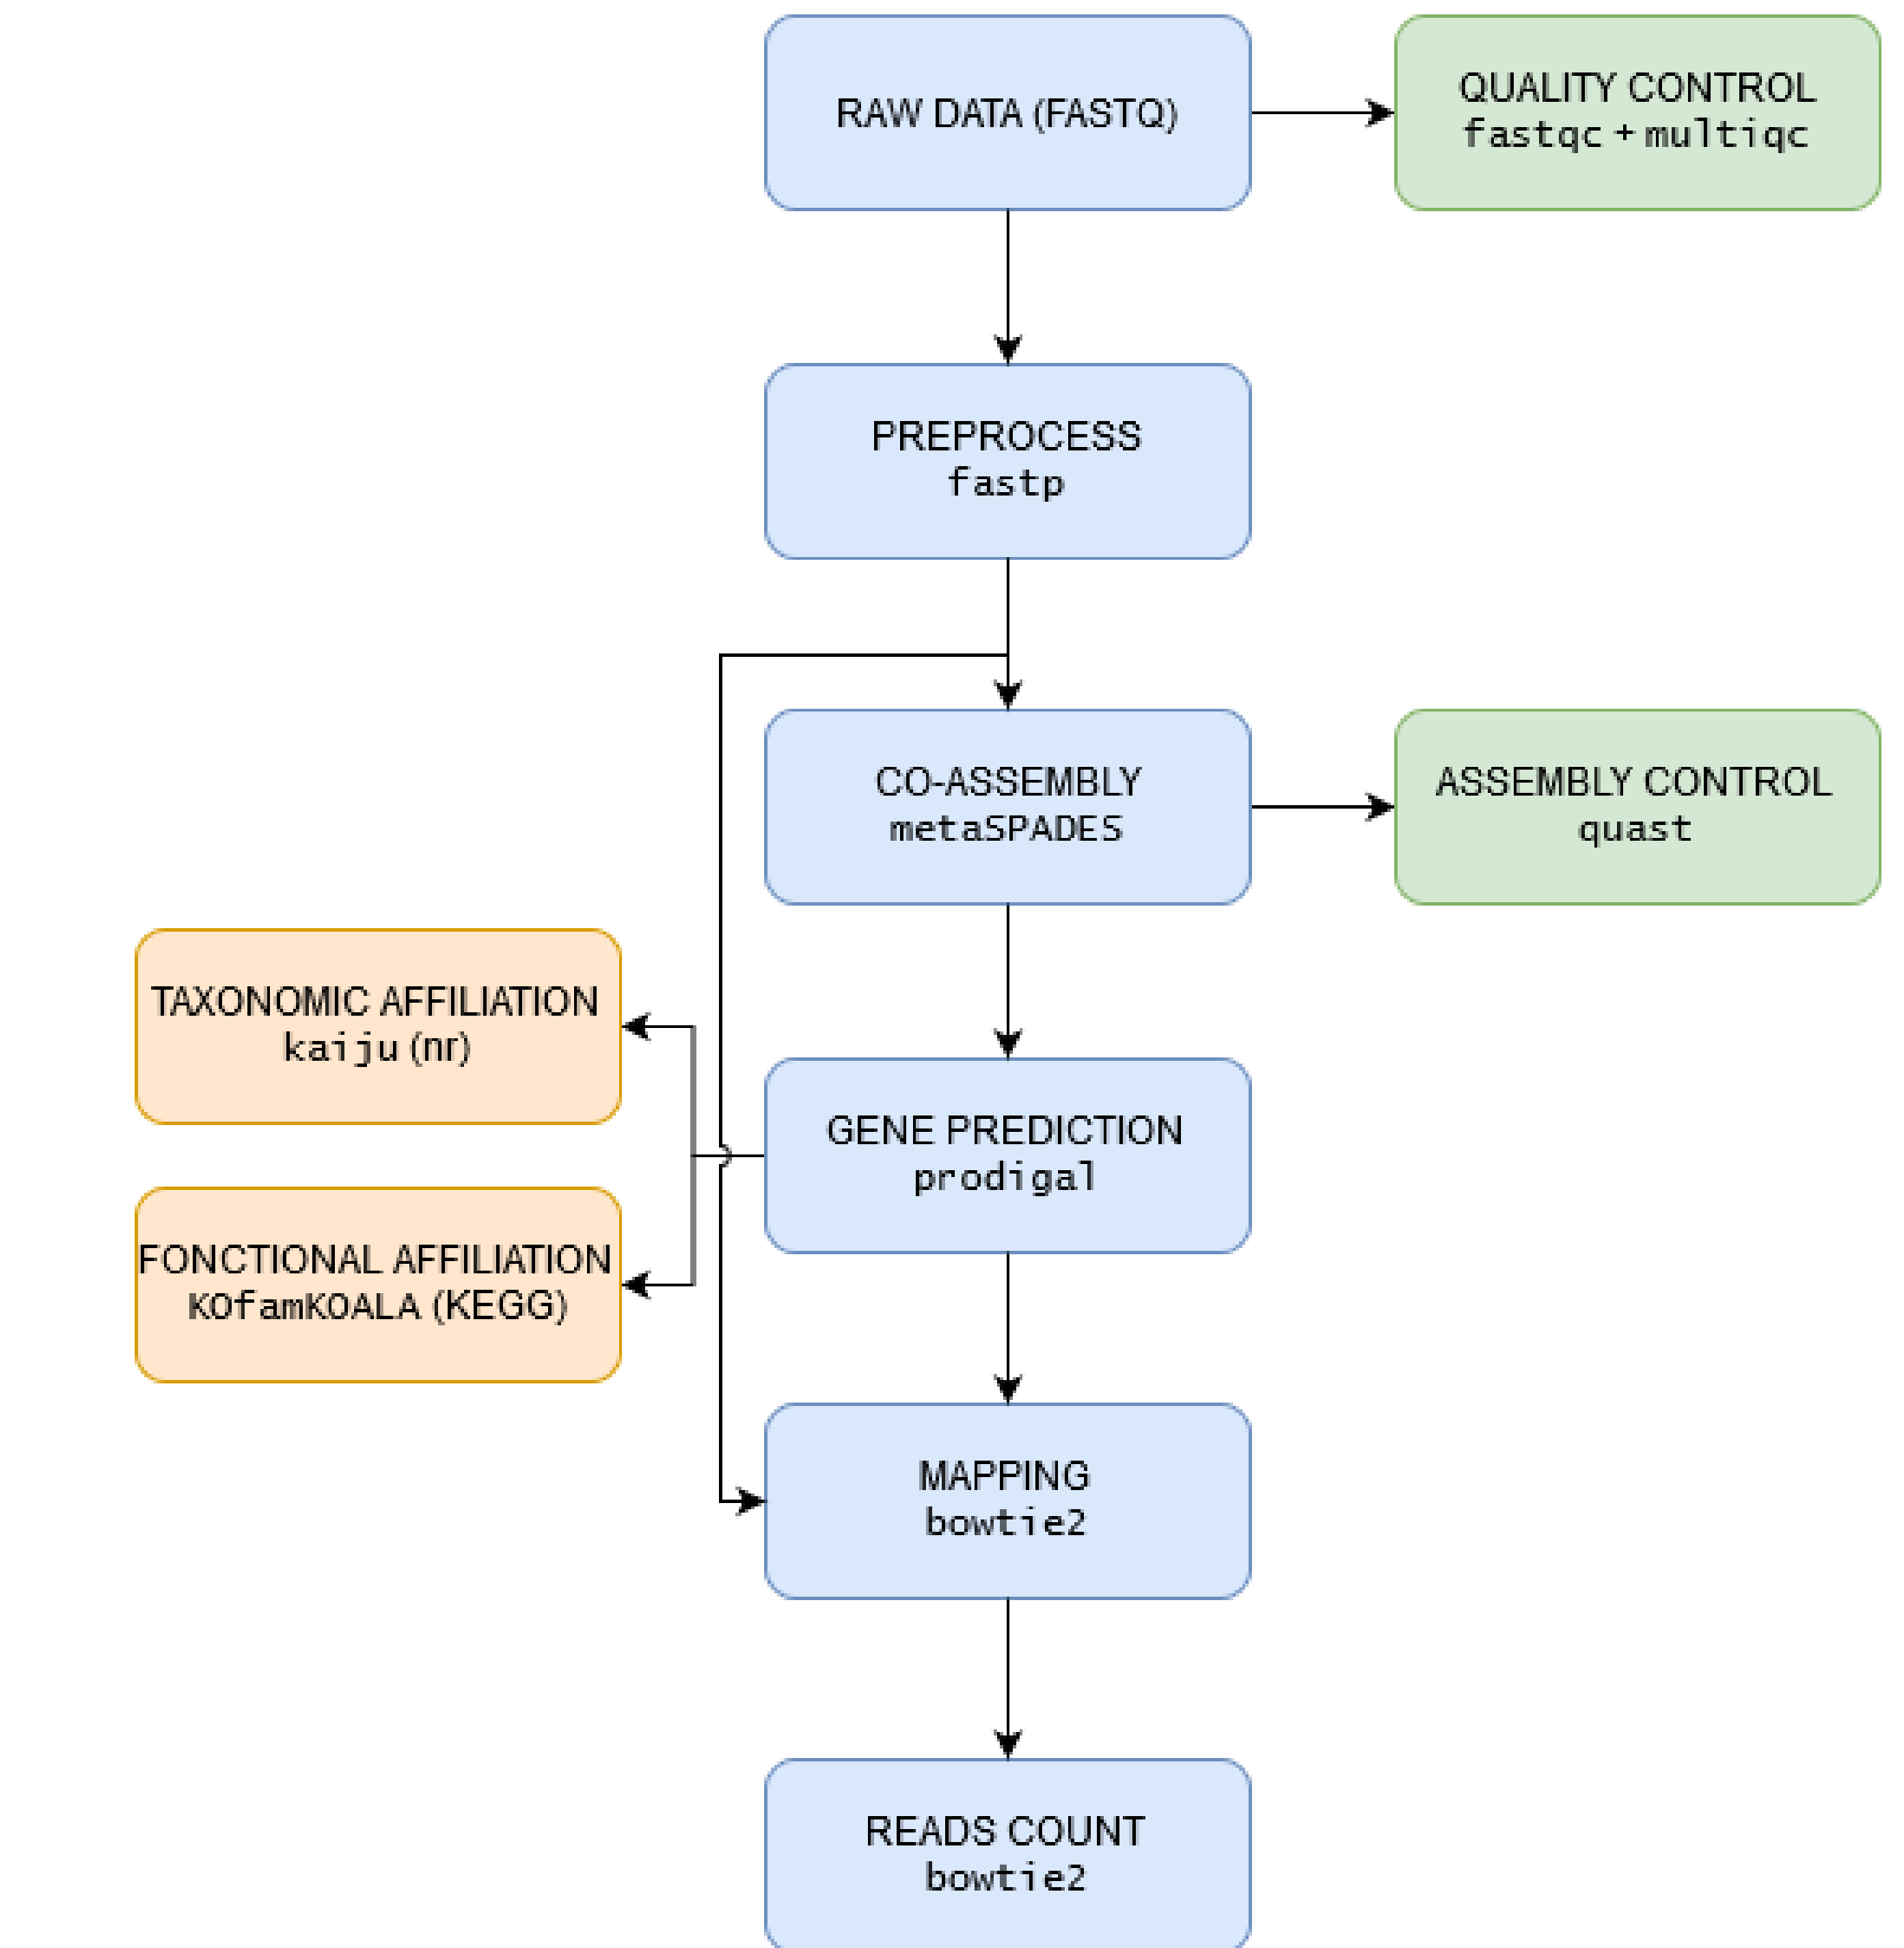 RAW DATA (FASTQ)
QUALITY CONTROL
fastqc + multiqc
PREPROCESS
fastp
CO-ASSEMBLY
metaSPADES
ASSEMBLY CONTROL
quast
TAXONOMIC AFFILIATION
kaiju (nr)
GENE PREDICTION
prodigal
FONCTIONAL AFFILIATION
KOfamKOALA (KEGG)
MAPPING
bowtie2
READS COUNT
bowtie2